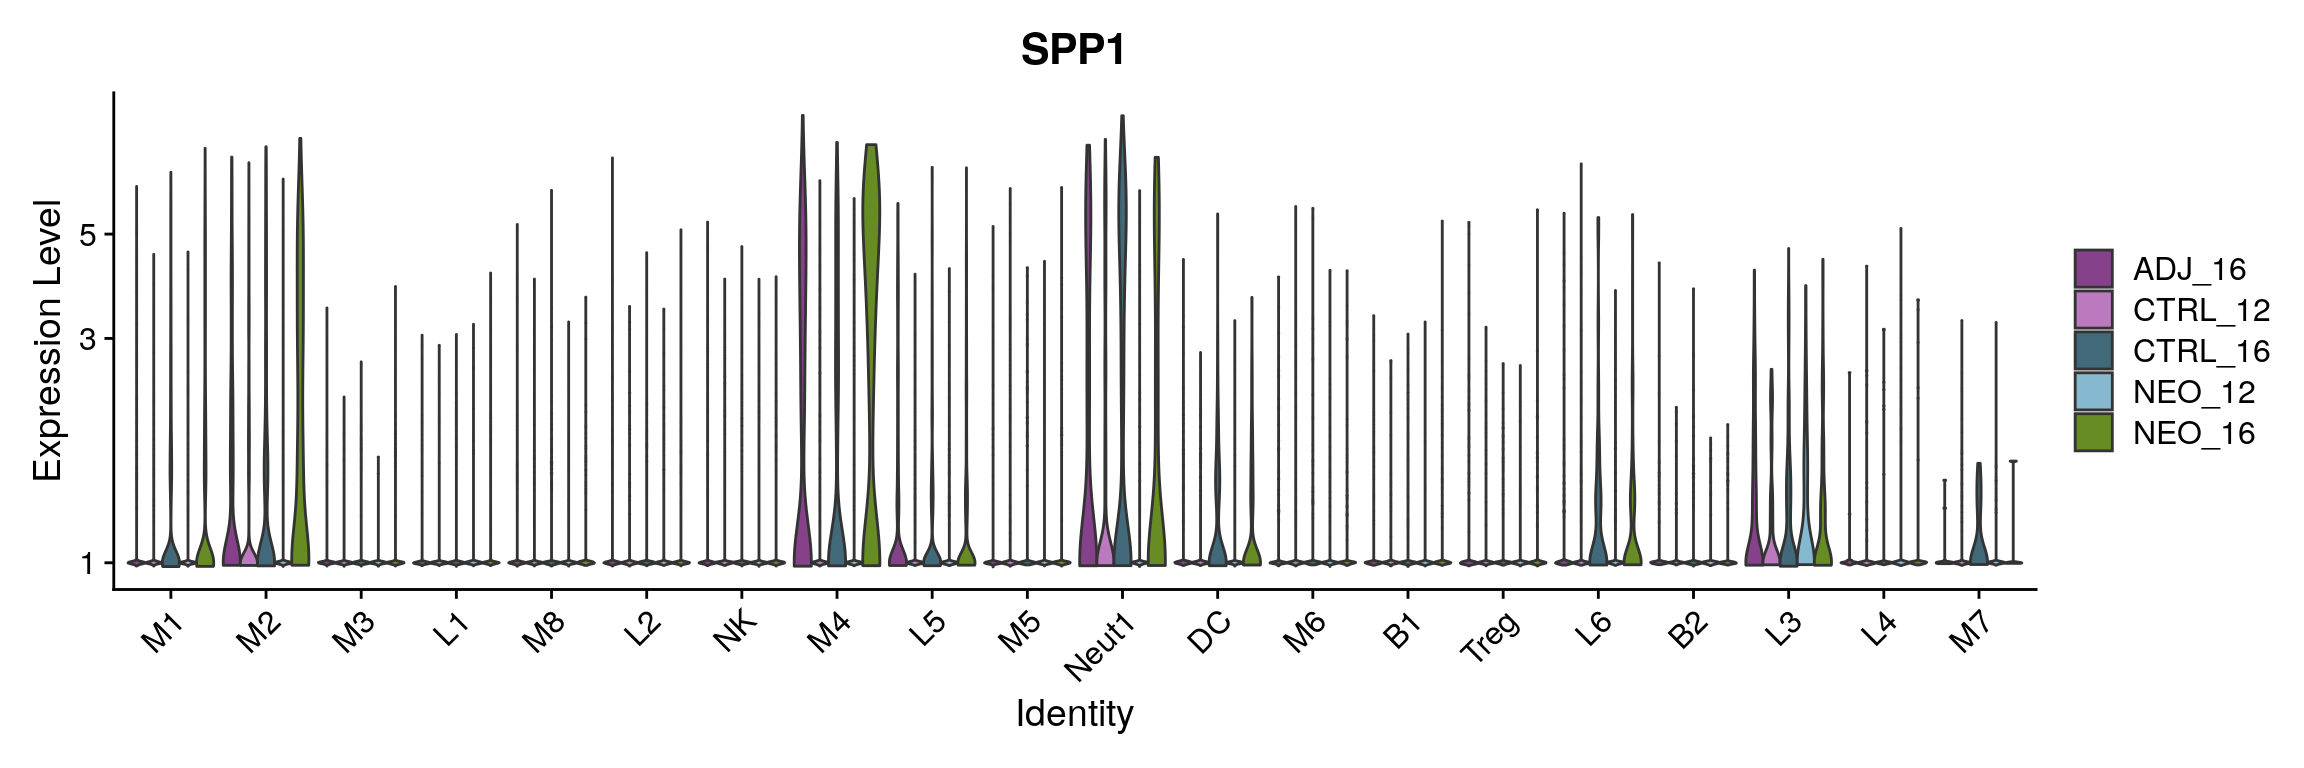 SPP1
Expression Level
5
3
1
M1 M2 M3 L1 M8 L2 NK M4 L5 M5 Neut1 DC M6 B1 Treg L6 B2 L3 L4 M7
Identity
ADJ_16
CTRL_12
CTRL_16
NEO_12
NEO_16